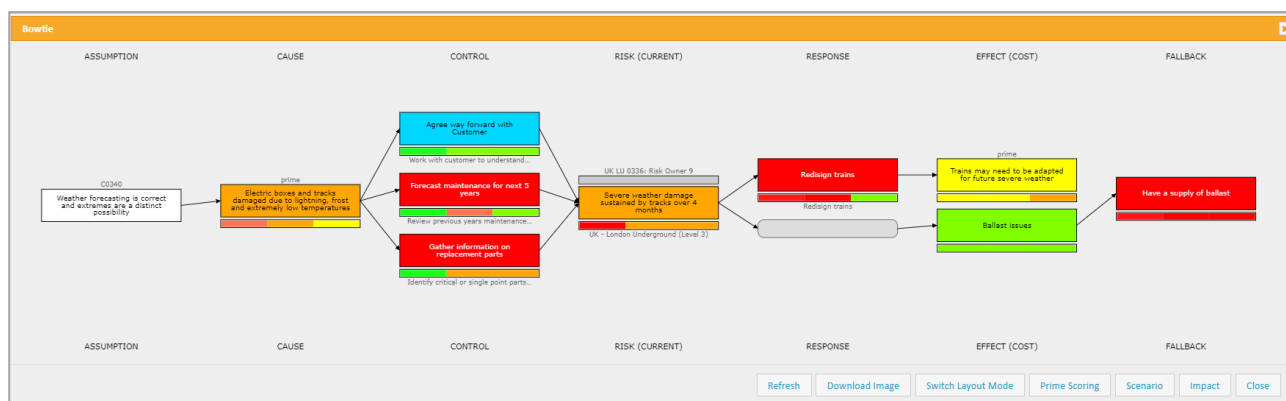 Bowtie
ASSUMPTION CAUSE CONTROL RISK (CURRENT) RESPONSE EFFECT (COST) FALLBACK
C0340
Weather forecasting is correct
and extremes are a distinct
possibility
prime
Electric boxes and tracks
damaged due to lightning, frost
and extremely low temperatures
Agree way forward with
Customer
Work with customer to understand...
Forecast maintenance for next 5
years
Review previous years maintenance...
Gather information on
replacement parts
Identify critical or single point parts...
UK LU 0336: Risk Owner 9
Severe weather damage
sustained by tracks over 4
months
UK - London Underground (Level 3)
Redisign trains
Redisign trains
prime
Trains may need to be adapted
for future severe weather
Ballast issues
Have a supply of ballast
ASSUMPTION CAUSE CONTROL RISK (CURRENT) RESPONSE EFFECT (COST) FALLBACK
Refresh Download Image Switch Layout Mode Prime Scoring Scenario Impact Close